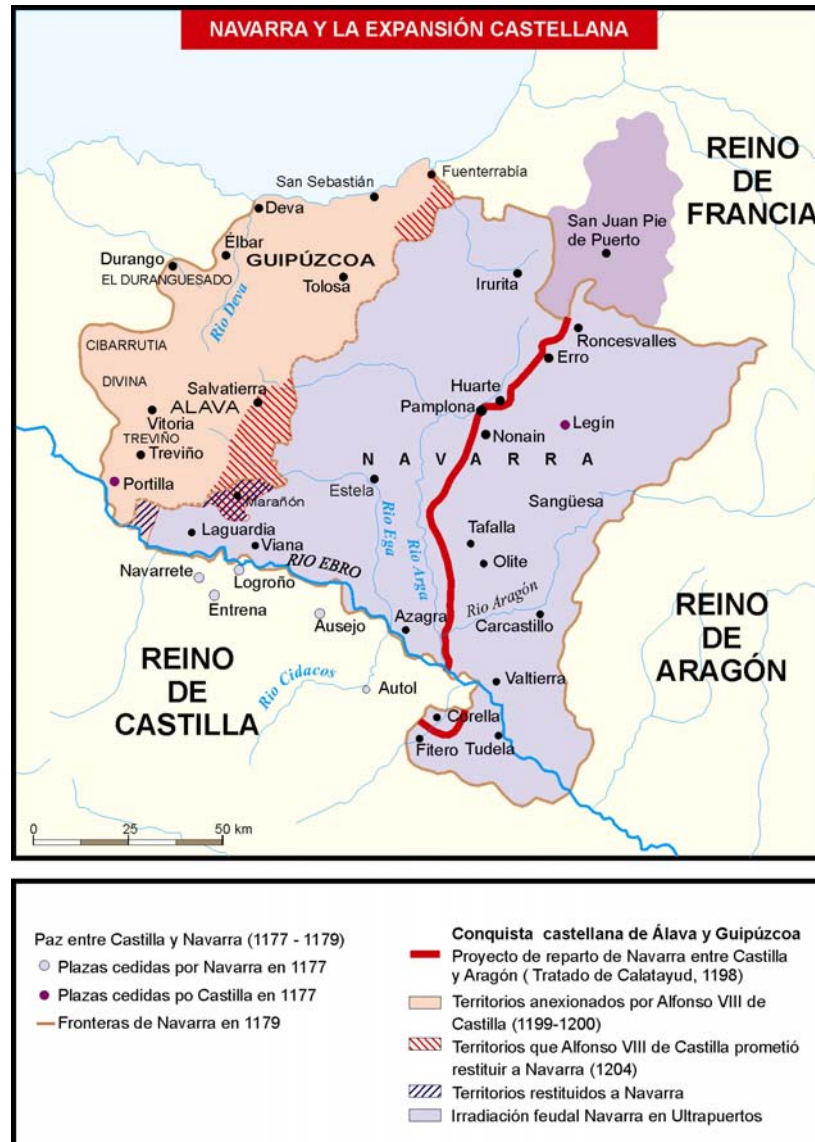 NAVARRA Y LA EXPANSIÓN CASTELLANA
REINO
DE
FRANCIA
Fuenterrabía
San Sebastián
Deva
San Juan Pie
de Puerto
Élbar
Durango
GUIPÚZCOA
EL DURANGUESADO
Tolosa
Irurita
Rio Deva
Roncesvalles
CIBARRUTIA
Erro
DIVINA
Salvatierra
Huarte
ALAVA
Pamplona
Vitoria
Legín
TREVIÑO
Nonain
Treviño
NAVARRA
Portilla
Estela
Marañón
Sangüesa
Rio Ega
Rio Arga
Laguardia
Tafalla
Viana
RIO EBRO
Olite
Navarrete
Logroño
Rio Aragón
Entrena
Ausejo
Azagra
Carcastillo
REINO
DE
ARAGÓN
REINO
DE
CASTILLA
Rio Cidacos
Autol
Valtierra
Corella
Fitero
Tudela
0 25 50 km
Paz entre Castilla y Navarra (1177 - 1179)
Plazas cedidas por Navarra en 1177
Plazas cedidas po Castilla en 1177
Fronteras de Navarra en 1179
Conquista castellana de Álava y Guipúzcoa
Proyecto de reparto de Navarra entre Castilla
y Aragón ( Tratado de Calatayud, 1198)
Territorios anexionados por Alfonso VIII de
Castilla (1199-1200)
Territorios que Alfonso VIII de Castilla prometió
restituir a Navarra (1204)
Territorios restituidos a Navarra
Irradiación feudal Navarra en Ultrapuertos